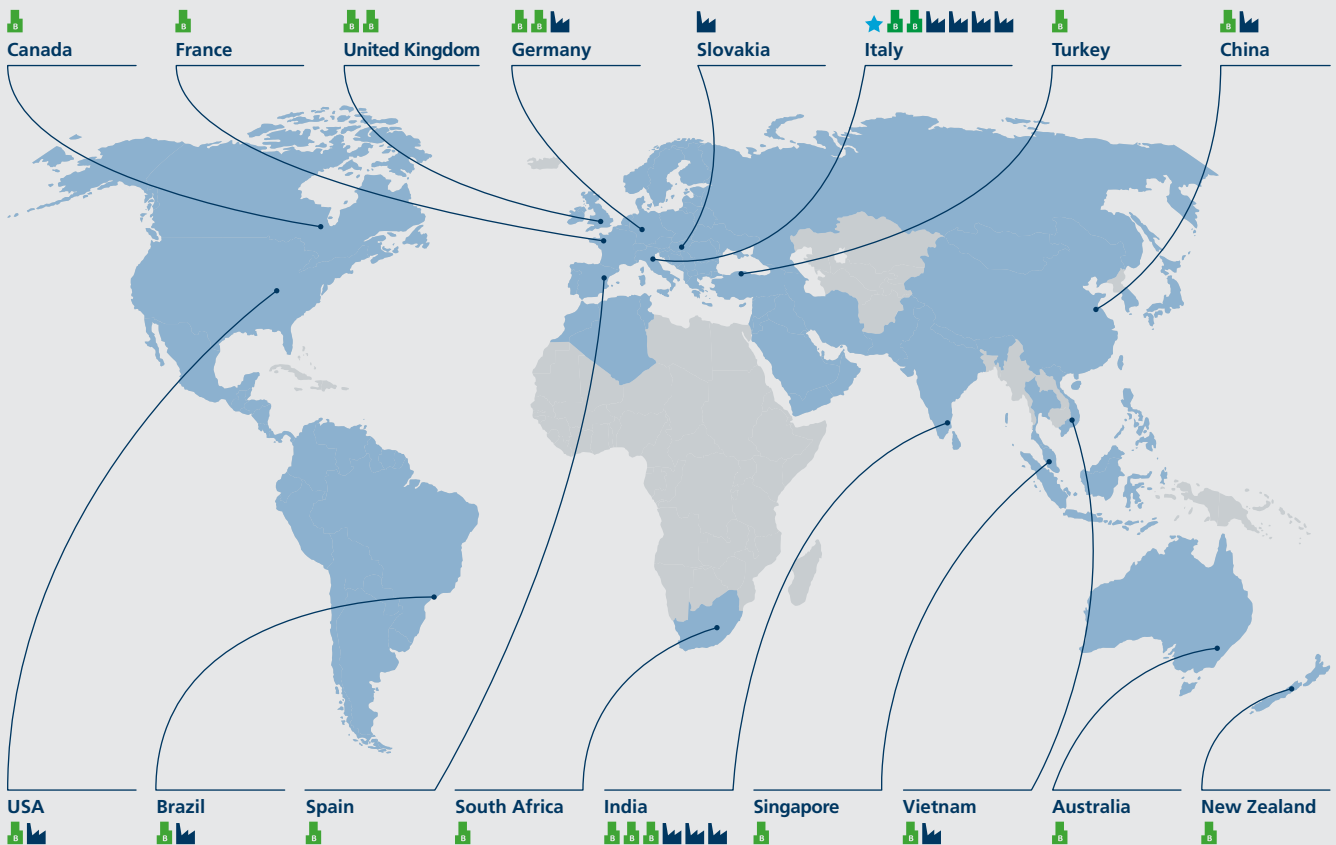 B
B
B B
B B
B B
B
B
Canada
France
United Kingdom
Germany
Slovakia
Italy
Turkey
China
USA
Brazil
Spain
South Africa
India
Singapore
Vietnam
Australia
New Zealand
B
B
B
B
B B B
B
B
B
B